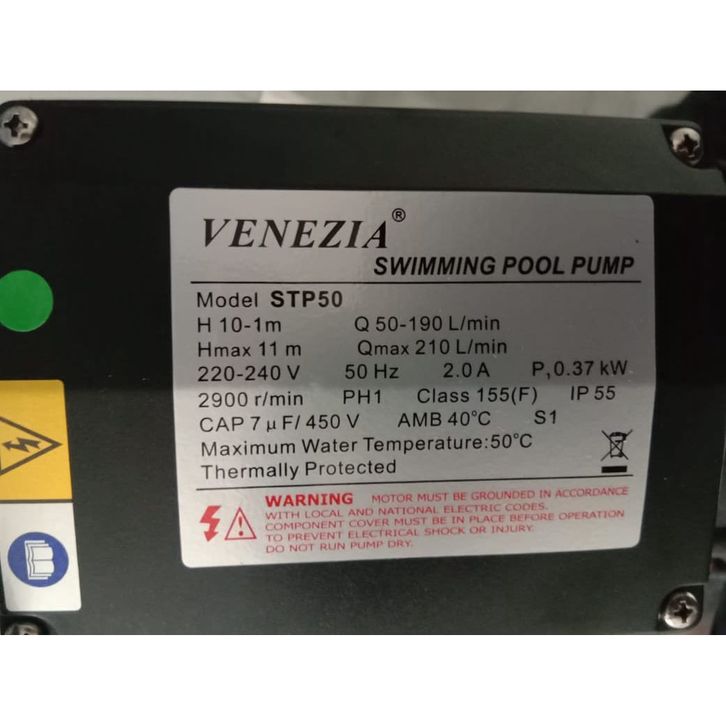 VENEZIA®
SWIMMING POOL PUMP
Model STP50
H 10-1m Q 50-190 L/min
Hmax 11 m Qmax 210 L/min
220-240 V 50 Hz 2.0 A P, 0.37 kW
2900 r/min PH1 Class 155(F) IP 55
CAP 7 μF/ 450 V AMB 40℃ S1
Maximum Water Temperature:50℃
Thermally Protected
WARNING MOTOR MUST BE GROUNDED IN ACCORDANCE
WITH LOCAL AND NATIONAL ELECTRIC CODES.
COMPONENT COVER MUST BE IN PLACE BEFORE OPERATION
TO PREVENT ELECTRICAL SHOCK OR INJURY.
DO NOT RUN PUMP DRY.